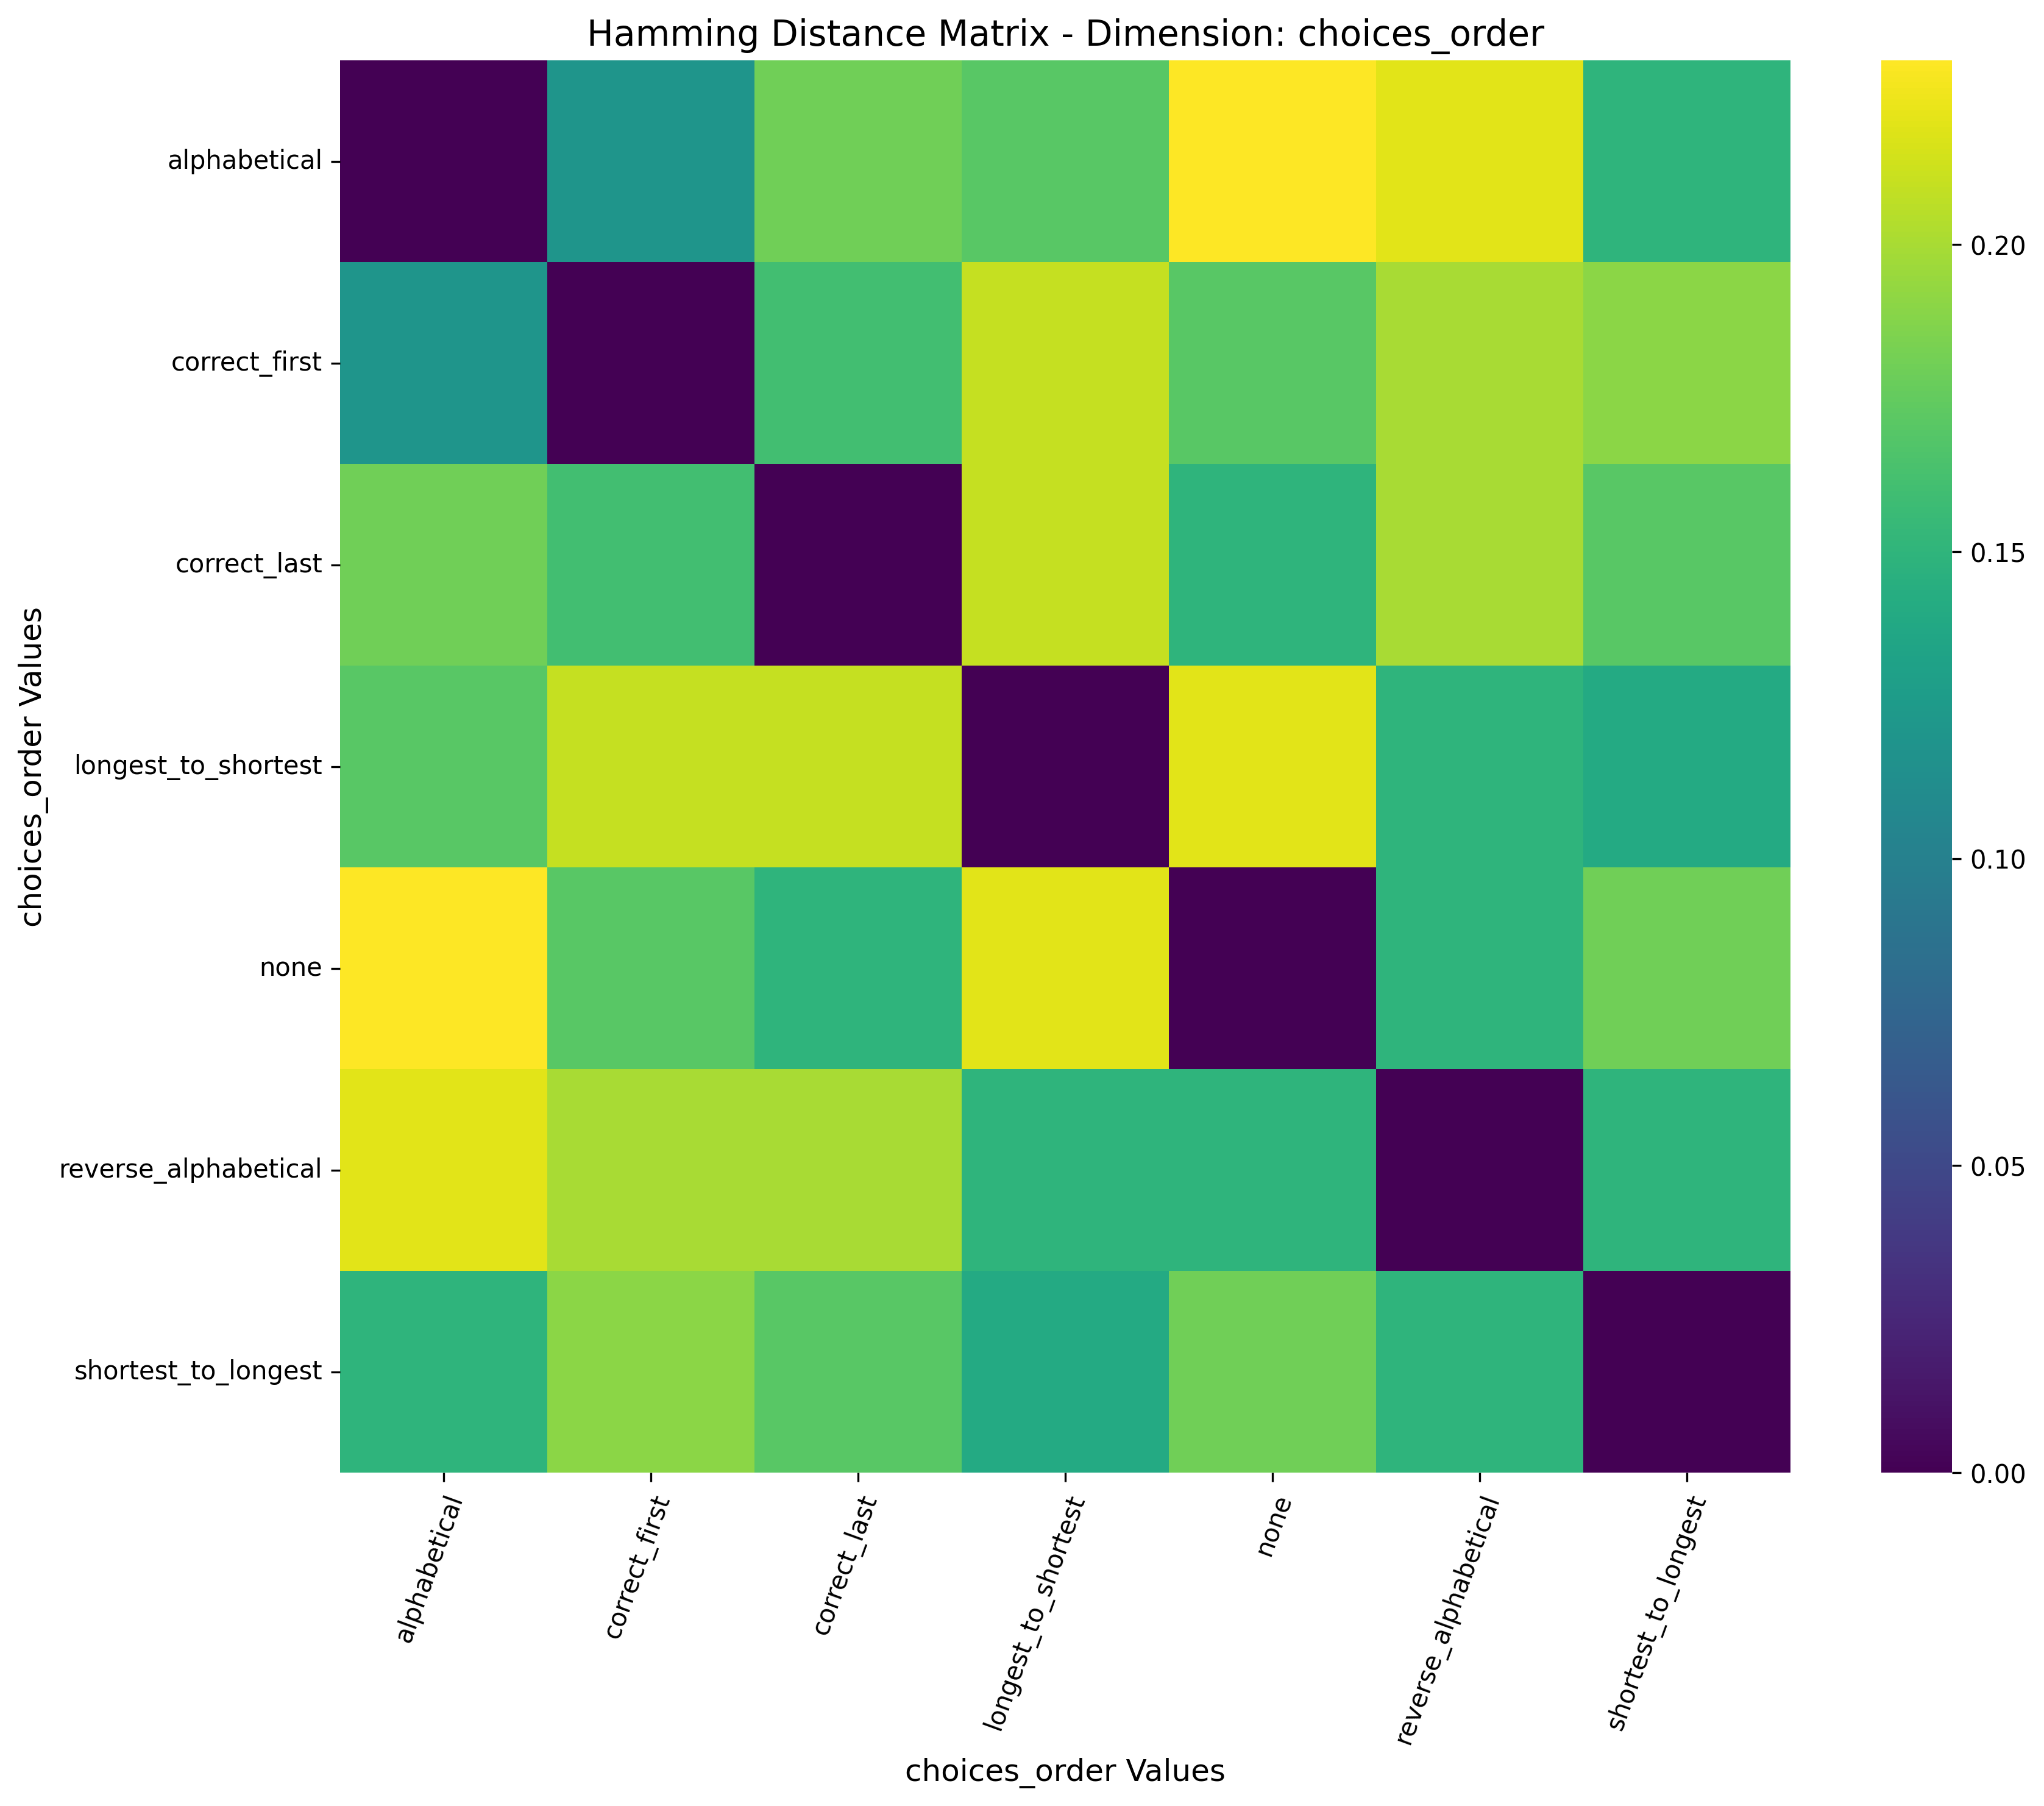 Hamming Distance Matrix - Dimension: choices_order
choices_order Values
alphabetical
correct_first
correct_last
longest_to_shortest
none
reverse_alphabetical
shortest_to_longest
alphabetical
correct_first
correct_last
longest_to_shortest
none
reverse_alphabetical
shortest_to_longest
choices_order Values
0.20
0.15
0.10
0.05
0.00